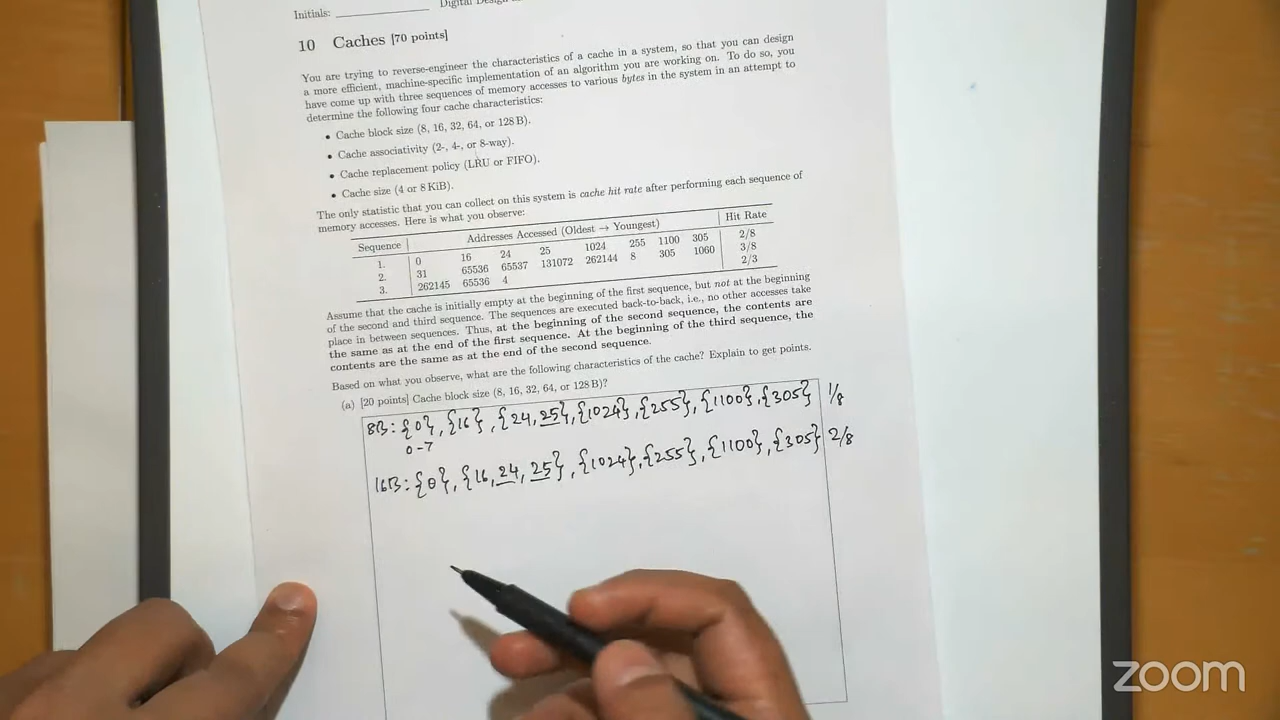 Initials:
Digital Design
10 Caches [70 points]
You are trying to reverse-engineer the characteristics of a cache in a system, so that you can design
a more efficient, machine-specific implementation of an algorithm you are working on. To do so, you
have come up with three sequences of memory accesses to various bytes in the system in an attempt to
determine the following four cache characteristics:
• Cache block size (8, 16, 32, 64, or 128 B).
• Cache associativity (2-, 4-, or 8-way).
• Cache replacement policy (LRU or FIFO).
• Cache size (4 or 8 KiB).
The only statistic that you can collect on this system is cache hit rate after performing each sequence of
memory accesses. Here is what you observe:
Sequence Addresses Accessed (Oldest → Youngest) Hit Rate
1. 0 16 24 25 1024 255 1100 305 2/8
2. 31 65536 65537 131072 262144 8 305 1060 3/8
3. 262145 65536 4 2/3
Assume that the cache is initially empty at the beginning of the first sequence, but not at the beginning
of the second and third sequence. The sequences are executed back-to-back, i.e., no other accesses take
place in between sequences. Thus, at the beginning of the second sequence, the contents are
the same as at the end of the first sequence. At the beginning of the third sequence, the
contents are the same as at the end of the second sequence.
Based on what you observe, what are the following characteristics of the cache? Explain to get points.
(a) [20 points] Cache block size (8, 16, 32, 64, or 128 B)?
8B: {0}, {16}, {24, 25}, {1024}, {255}, {1100}, {305} 1/8
0-7
16B: {0}, {16, 24, 25}, {1024}, {255}, {1100}, {305} 2/8
zoom